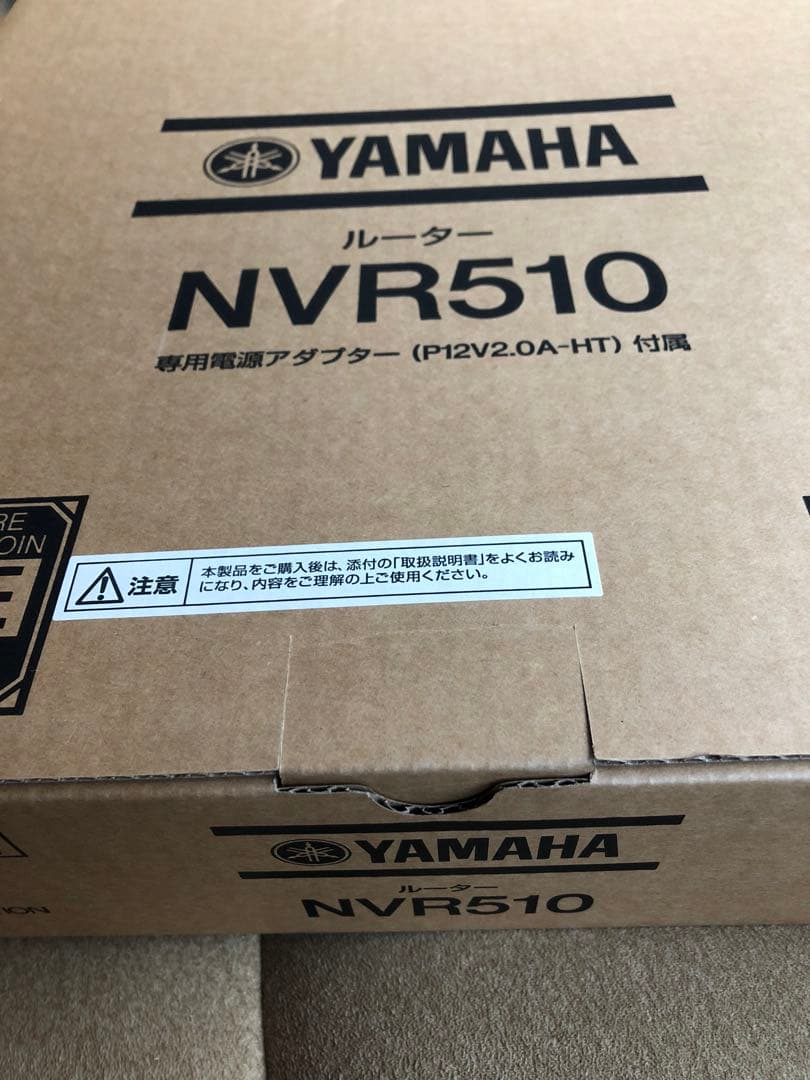 YAMAHA
ルーター
NVR510
専用電源アダプター (P12V2.0A-HT) 付属
注意
本製品をご購入後は、添付の「取扱説明書」をよくお読み
になり、内容をご理解の上ご使用ください。
YAMAHA
ルーター
NVR510